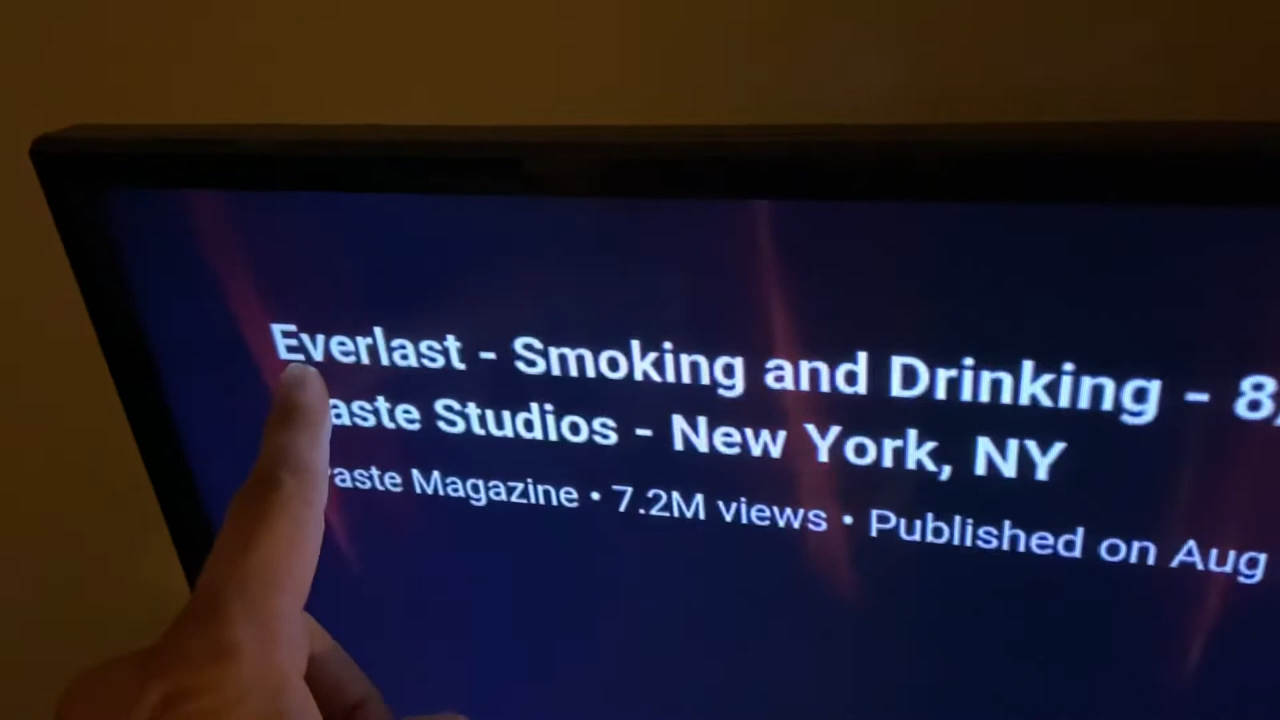 Everlast - Smoking and Drinking - 8
aste Studios - New York, NY
aste Magazine • 7.2M views • Published on Aug